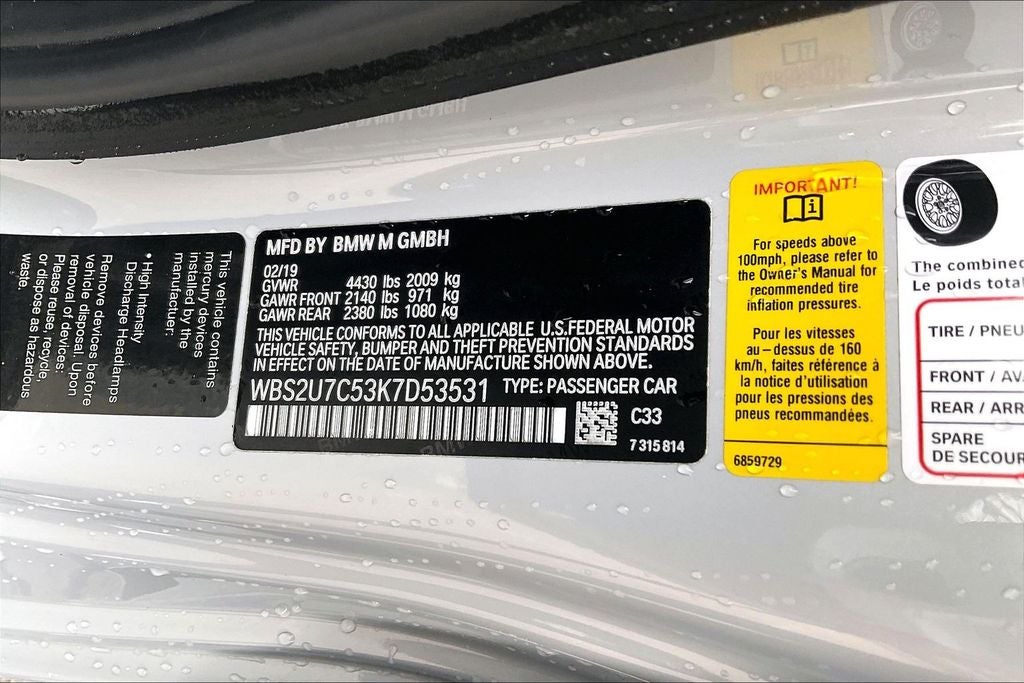 This vehicle contains
mercury devices
installed by the
manufacturer:
• High Intensity
Discharge Headlamps
Remove devices before
vehicle disposal. Upon
removal of devices:
Please reuse, recycle,
or dispose as hazardous
waste.
MFD BY BMW M GMBH
02/19
GVWR 4430 lbs 2009 kg
GAWR FRONT 2140 lbs 971 kg
GAWR REAR 2380 lbs 1080 kg
THIS VEHICLE CONFORMS TO ALL APPLICABLE U.S.FEDERAL MOTOR
VEHICLE SAFETY, BUMPER AND THEFT PREVENTION STANDARDS
IN EFFECT ON THE DATE OF MANUFACTURE SHOWN ABOVE.
WBS2U7C53K7D53531 TYPE: PASSENGER CAR
C33
7 315 814
IMPORTANT!
For speeds above
100mph, please refer to
the Owner's Manual for
recommended tire
inflation pressures.
Pour les vitesses
au-dessus de 160
km/h, faites référence à
la notice d'utilisation
pour les pressions des
pneus recommandées.
6859729
The combined
Le poids total
TIRE / PNEU
FRONT / AV
REAR / ARR
SPARE
DE SECOUR